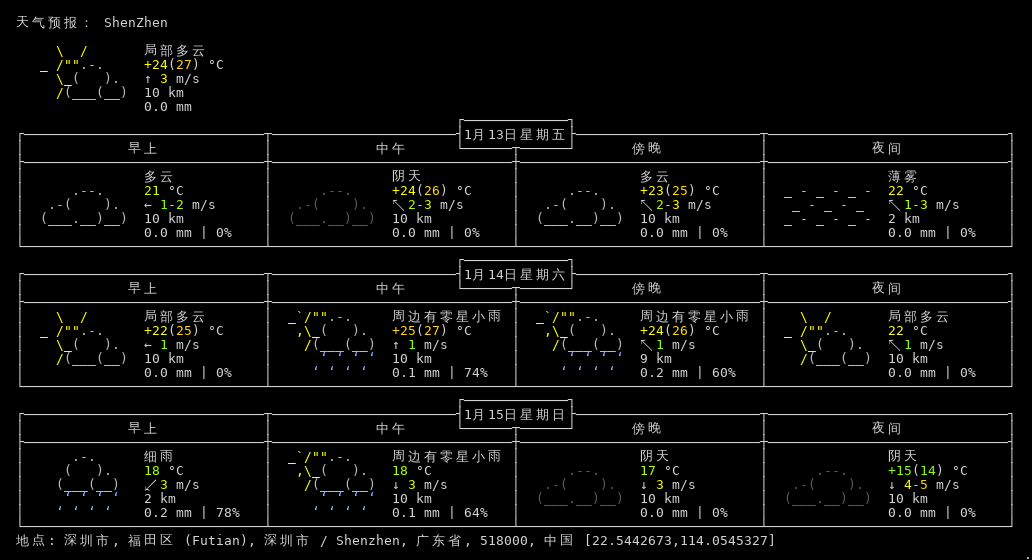 天气预报： ShenZhen
局部多云
+24(27) °C
↑ 3 m/s
10 km
0.0 mm
1月13日星期五
早上 中午 傍晚 夜间
多云 阴天 多云 薄雾
21 °C +24(26) °C +23(25) °C 22 °C
← 1-2 m/s ↖ 2-3 m/s ↖ 2-3 m/s ↖ 1-3 m/s
10 km 10 km 10 km 2 km
0.0 mm | 0% 0.0 mm | 0% 0.0 mm | 0% 0.0 mm | 0%
1月14日星期六
早上 中午 傍晚 夜间
局部多云 周边有零星小雨 周边有零星小雨 局部多云
+22(25) °C +25(27) °C +24(26) °C 22 °C
← 1 m/s ↑ 1 m/s ↖ 1 m/s ↖ 1 m/s
10 km 10 km 9 km 10 km
0.0 mm | 0% 0.1 mm | 74% 0.2 mm | 60% 0.0 mm | 0%
1月15日星期日
早上 中午 傍晚 夜间
细雨 周边有零星小雨 阴天 阴天
18 °C 18 °C 17 °C +15(14) °C
↙ 3 m/s ↓ 3 m/s ↓ 3 m/s ↓ 4-5 m/s
2 km 10 km 10 km 10 km
0.2 mm | 78% 0.1 mm | 64% 0.0 mm | 0% 0.0 mm | 0%
地点: 深圳市, 福田区 (Futian), 深圳市 / Shenzhen, 广东省, 518000, 中国 [22.5442673,114.0545327]